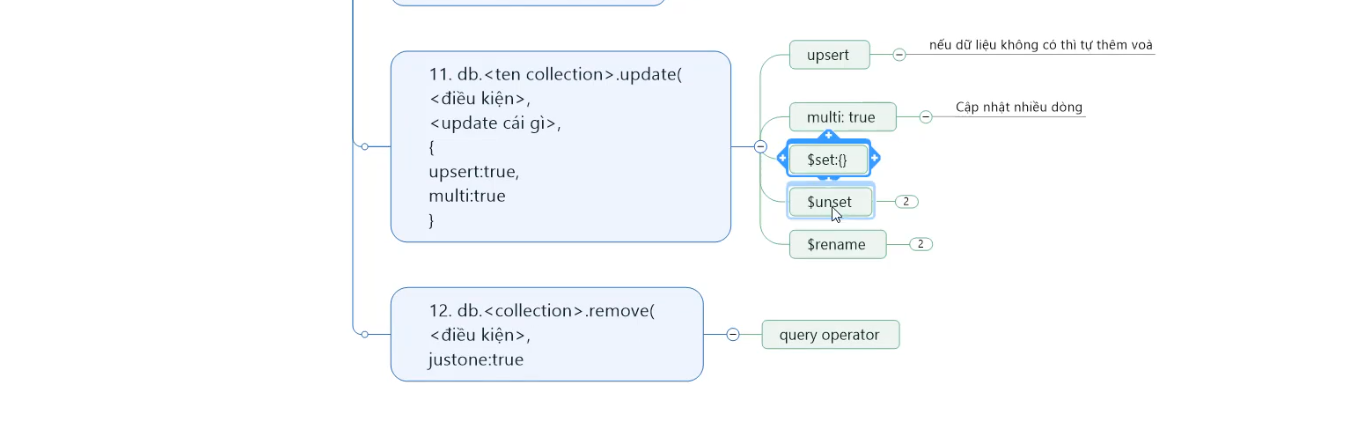 11. db.<ten collection>.update(
<điều kiện>,
<update cái gì>,
{
upsert:true,
multi:true
}
upsert
nếu dữ liệu không có thì tự thêm voà
multi: true
Cập nhật nhiều dòng
$set:{}
$unset
2
$rename
2
12. db.<collection>.remove(
<điều kiện>,
justone:true
query operator